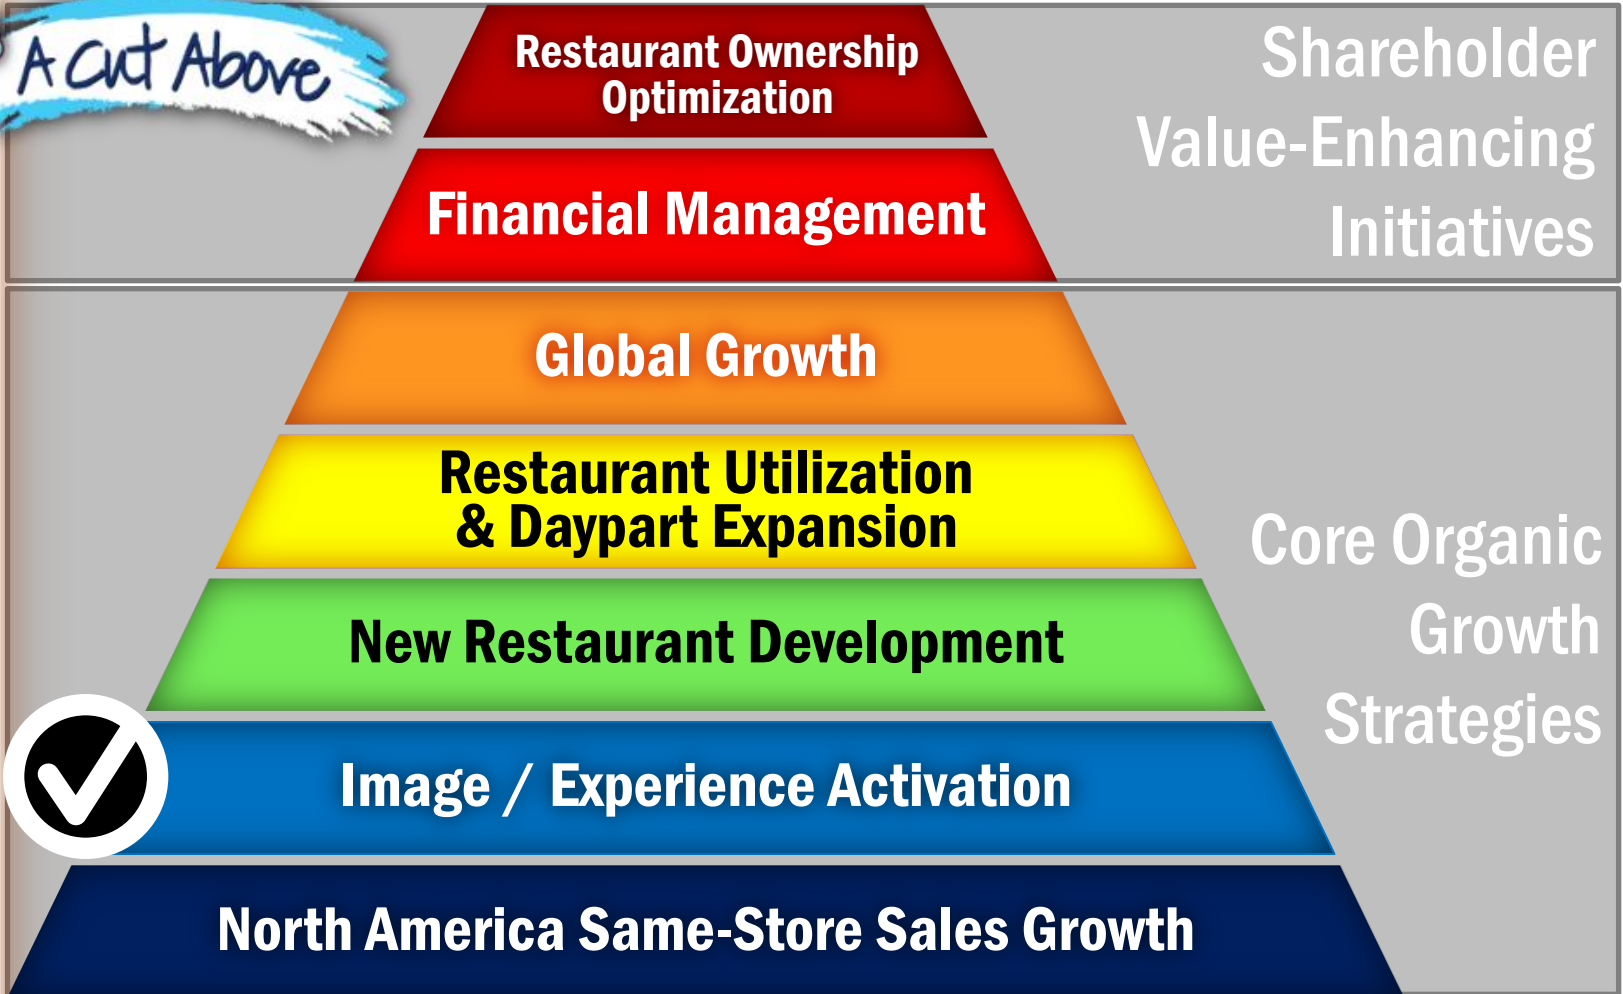 A Cut Above
Restaurant Ownership
Optimization
Shareholder
Value-Enhancing
Initiatives
Financial Management
Global Growth
Restaurant Utilization
& Daypart Expansion
Core Organic
Growth
Strategies
New Restaurant Development
Image / Experience Activation
North America Same-Store Sales Growth